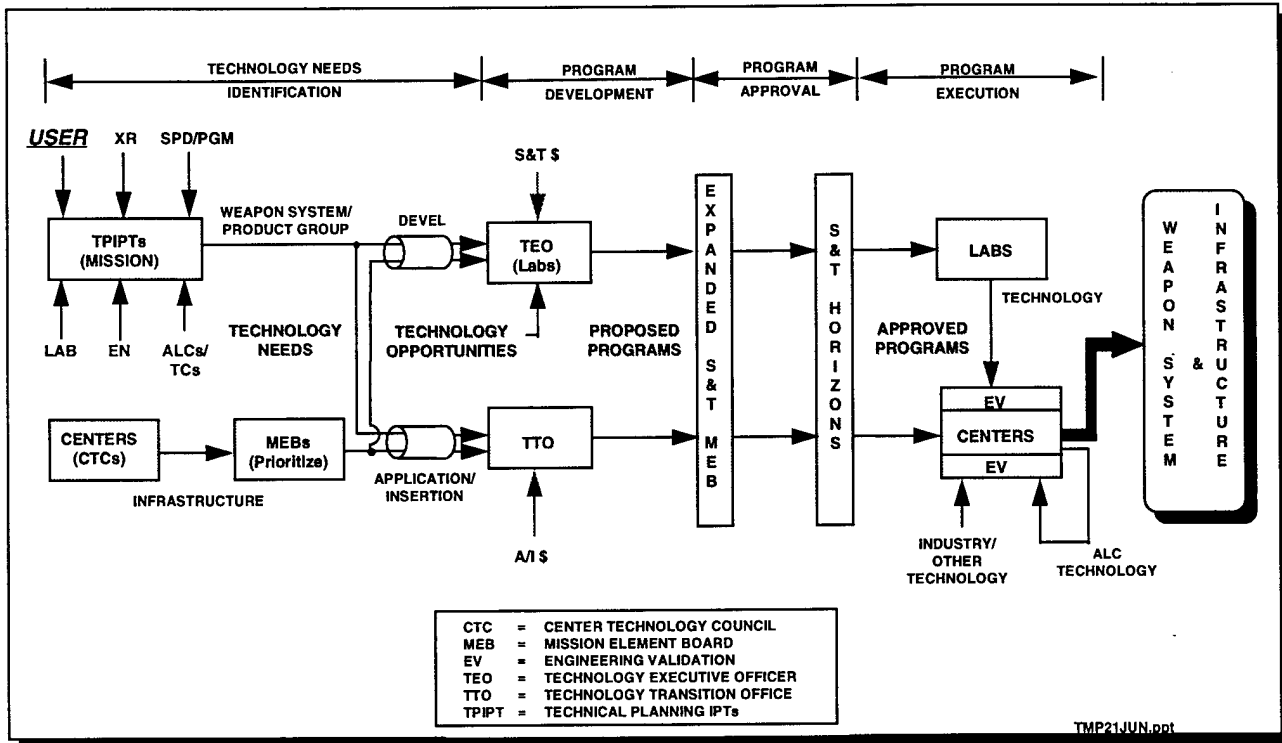 TECHNOLOGY NEEDS
IDENTIFICATION
PROGRAM
DEVELOPMENT
PROGRAM
APPROVAL
PROGRAM
EXECUTION
USER
XR
SPD/PGM
TPIPTs
(MISSION)
LAB
EN
ALCs/
TCs
WEAPON SYSTEM/
PRODUCT GROUP
DEVEL
S&T $
TEO
(Labs)
TECHNOLOGY
NEEDS
TECHNOLOGY
OPPORTUNITIES
PROPOSED
PROGRAMS
CENTERS
(CTCs)
INFRASTRUCTURE
MEBs
(Prioritize)
APPLICATION/
INSERTION
TTO
A/I $
EXPANDED S&T MEB
S&T HORIZONS
LABS
TECHNOLOGY
APPROVED
PROGRAMS
EV
CENTERS
EV
INDUSTRY/
OTHER
TECHNOLOGY
ALC
TECHNOLOGY
WEAPON SYSTEM
&
INFRASTRUCTURE
CTC = CENTER TECHNOLOGY COUNCIL
MEB = MISSION ELEMENT BOARD
EV = ENGINEERING VALIDATION
TEO = TECHNOLOGY EXECUTIVE OFFICER
TTO = TECHNOLOGY TRANSITION OFFICE
TPIPT = TECHNICAL PLANNING IPTs
TMP21JUN.ppt